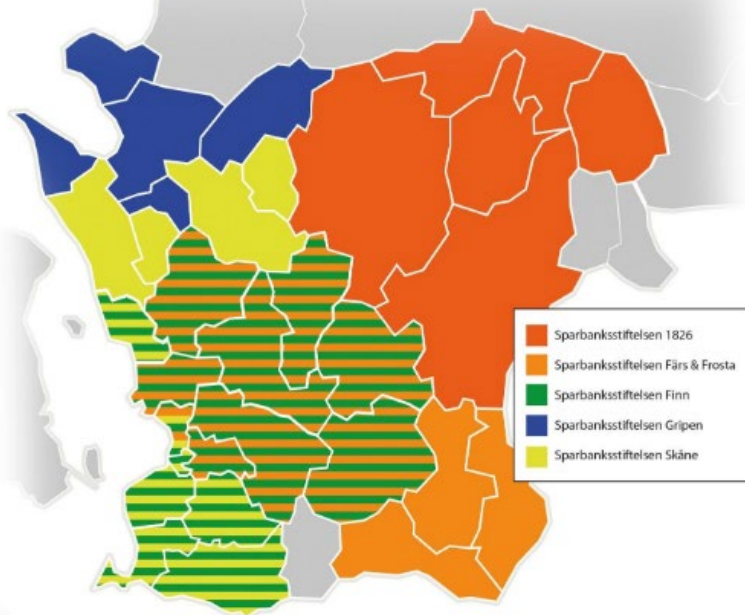 Sparbanksstiftelsen 1826
Sparbanksstiftelsen Färs & Frosta
Sparbanksstiftelsen Finn
Sparbanksstiftelsen Gripen
Sparbanksstiftelsen Skåne